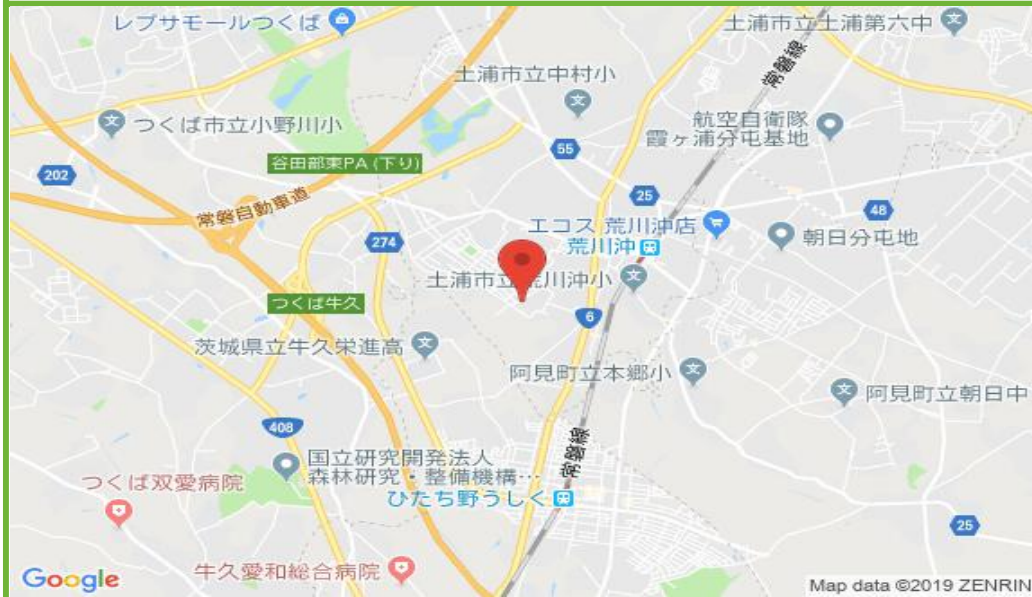 レプサモールつくば
土浦市立土浦第六中
常磐線
土浦市立中村小
つくば市立小野川小
航空自衛隊
霞ヶ浦分屯基地
55
谷田部東PA (下り)
202
25
48
常磐自動車道
エコス 荒川沖店
荒川沖
朝日分屯地
274
土浦市立荒川沖小
つくば牛久
6
茨城県立牛久栄進高
阿見町立本郷小
阿見町立朝日中
408
国立研究開発法人
森林研究・整備機構…
常磐線
つくば双愛病院
ひたち野うしく
25
牛久愛和総合病院
Google
Map data ©2019 ZENRIN